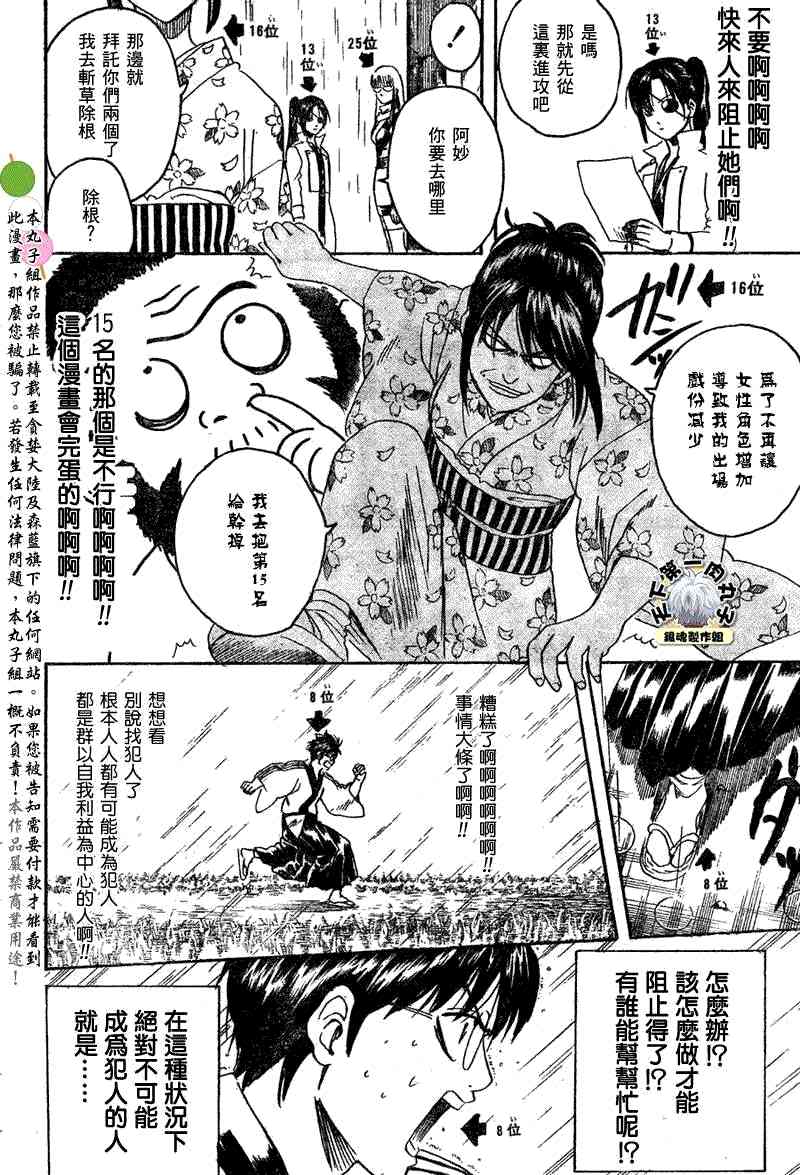 不要啊啊啊啊
快來人來阻止她們啊!!
13位
是嗎
那就先從
這裏進攻吧
!
25位
13位
16位
阿妙
你要去哪里
那邊就
拜託你們兩個了
我去斬草除根
除根？
16位
為了不再讓
女性角色增加
導致我的出場
戲份減少
我去把第15名
給幹掉
15名的那個是不行啊啊啊啊!!
這個漫畫會完蛋的啊啊啊!!
天下第一肉丸子
銀魂製作組
8位
糟糕了啊啊啊啊啊!!
事情大條了啊啊!!
8位
想想看
別說找犯人了
根本人人都有可能成為犯人
都是群以自我利益為中心的人啊!!
怎麼辦!?
該怎麼做才能
阻止得了!?
有誰能幫幫忙呢!?
8位
在這種狀況下
絕對不可能
成為犯人的人
就是……
本丸子組作品禁止轉載至貪婪大陸及森藍旗下的任何網站。如果您被告知需要付款才能看到
此漫畫，那麼您被騙了。若發生任何法律問題，本丸子組一概不負責！本作品嚴禁商業用途！